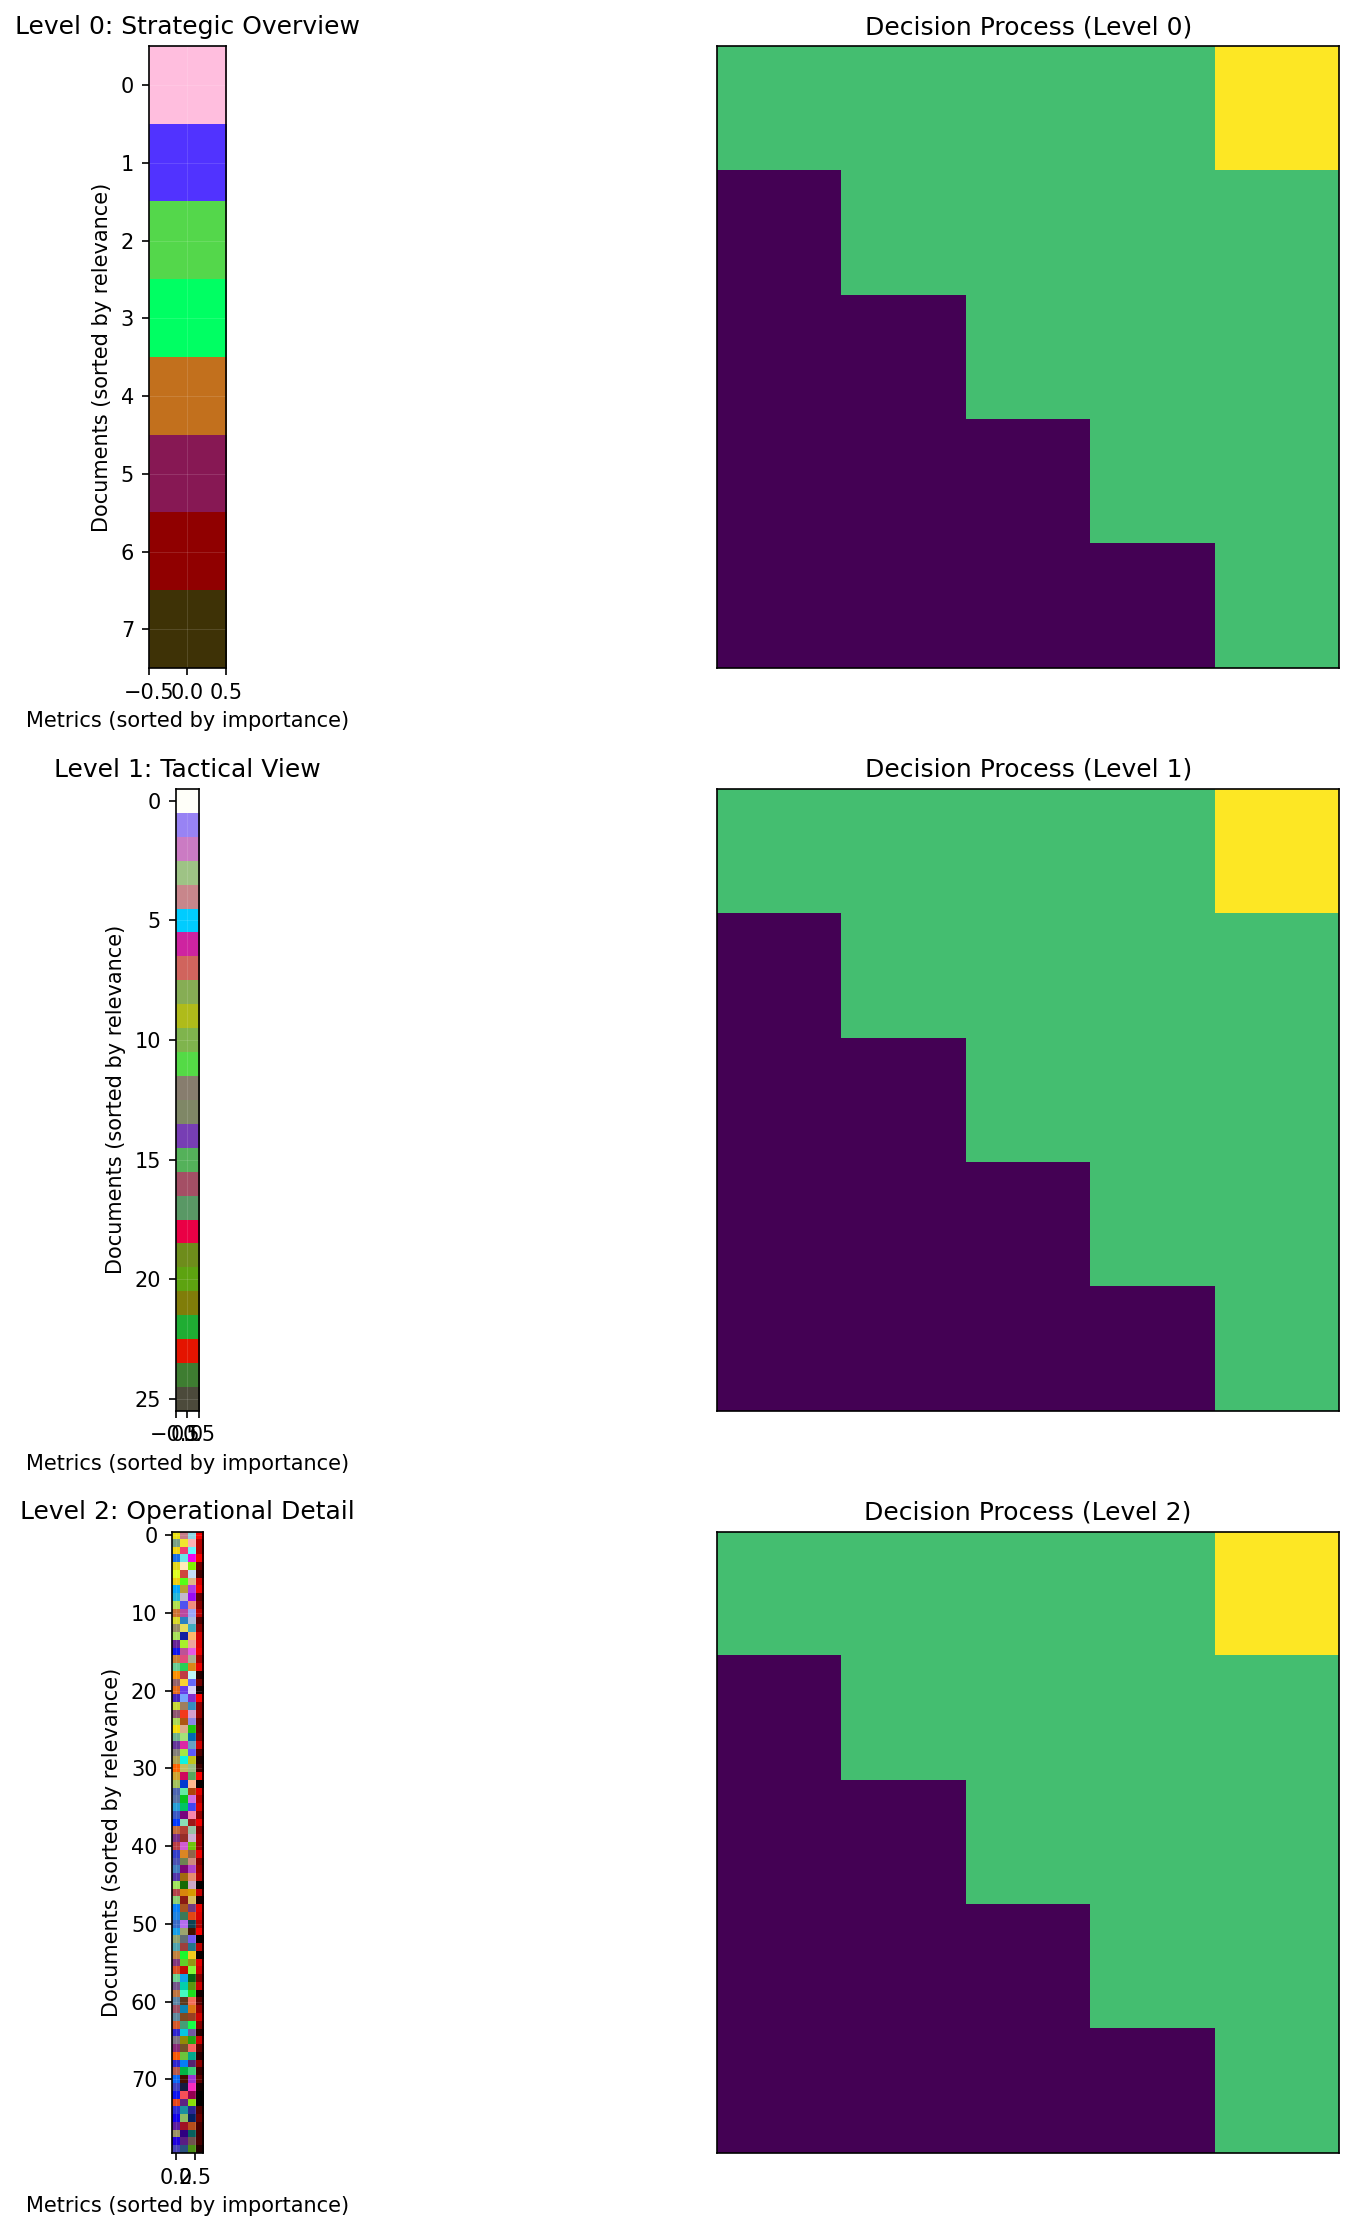 Level 0: Strategic Overview
Documents (sorted by relevance)
0
1
2
3
4
5
6
7
−0.5 0.0 0.5
Metrics (sorted by importance)
Decision Process (Level 0)
Level 1: Tactical View
Documents (sorted by relevance)
0
5
10
15
20
25
Metrics (sorted by importance)
Decision Process (Level 1)
Level 2: Operational Detail
Documents (sorted by relevance)
0
10
20
30
40
50
60
70
Metrics (sorted by importance)
Decision Process (Level 2)